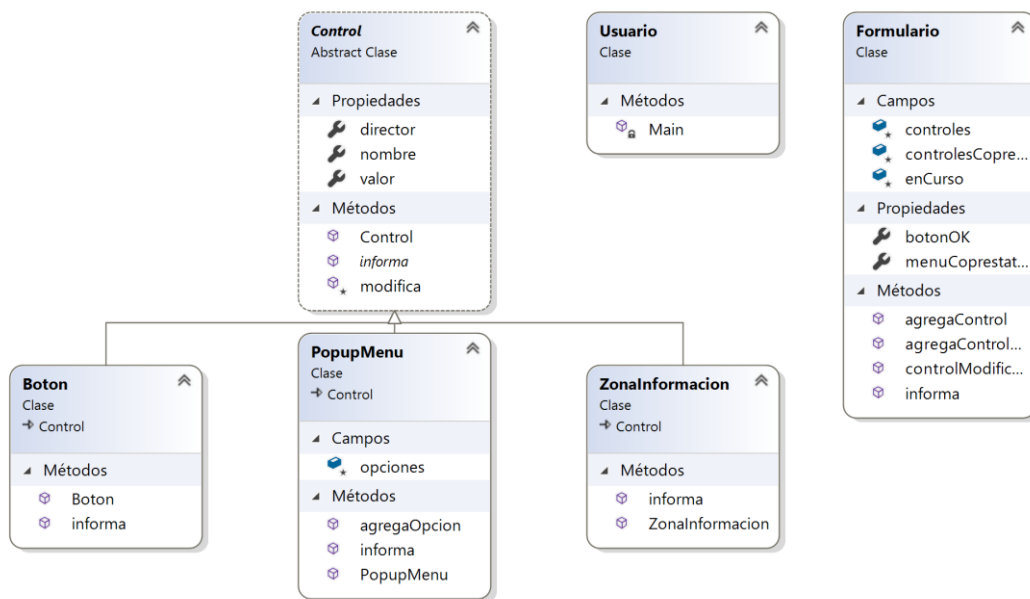 Control
Abstract Clase
Propiedades
director
nombre
valor
Métodos
Control
informa
modifica
Usuario
Clase
Métodos
Main
Formulario
Clase
Campos
controles
controlesCopre...
enCurso
Propiedades
botonOK
menuCoprestat...
Métodos
agregaControl
agregaControl...
controlModific...
informa
Boton
Clase
Control
Métodos
Boton
informa
PopupMenu
Clase
Control
Campos
opciones
Métodos
agregaOpcion
informa
PopupMenu
ZonaInformacion
Clase
Control
Métodos
informa
ZonaInformacion